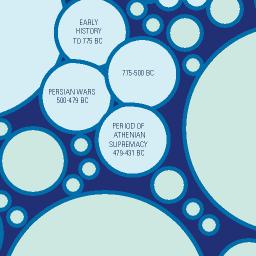 EARLY
HISTORY
TO 775 BC
775-500 BC
PERSIAN WARS
500-479 BC
PERIOD OF
ATHENIAN
SUPREMACY
479-431 BC